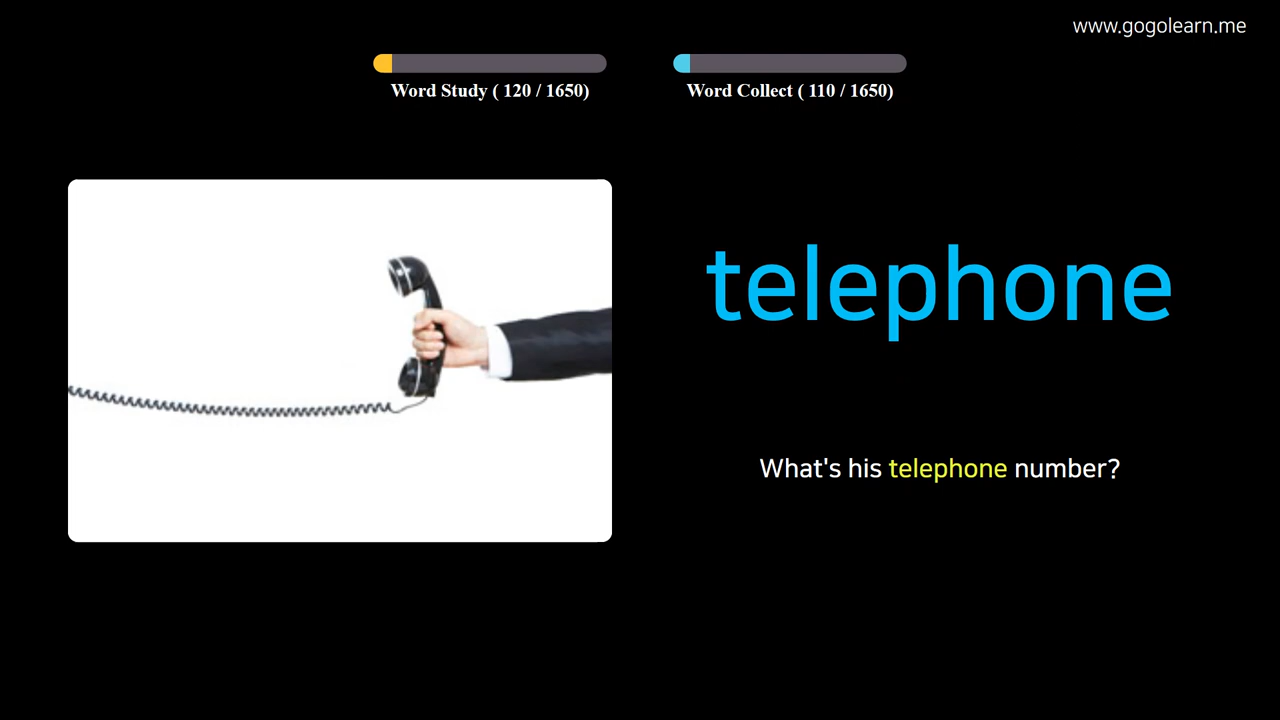 www.gogolearn.me
Word Study ( 120 / 1650)
Word Collect ( 110 / 1650)
telephone
What's his telephone number?